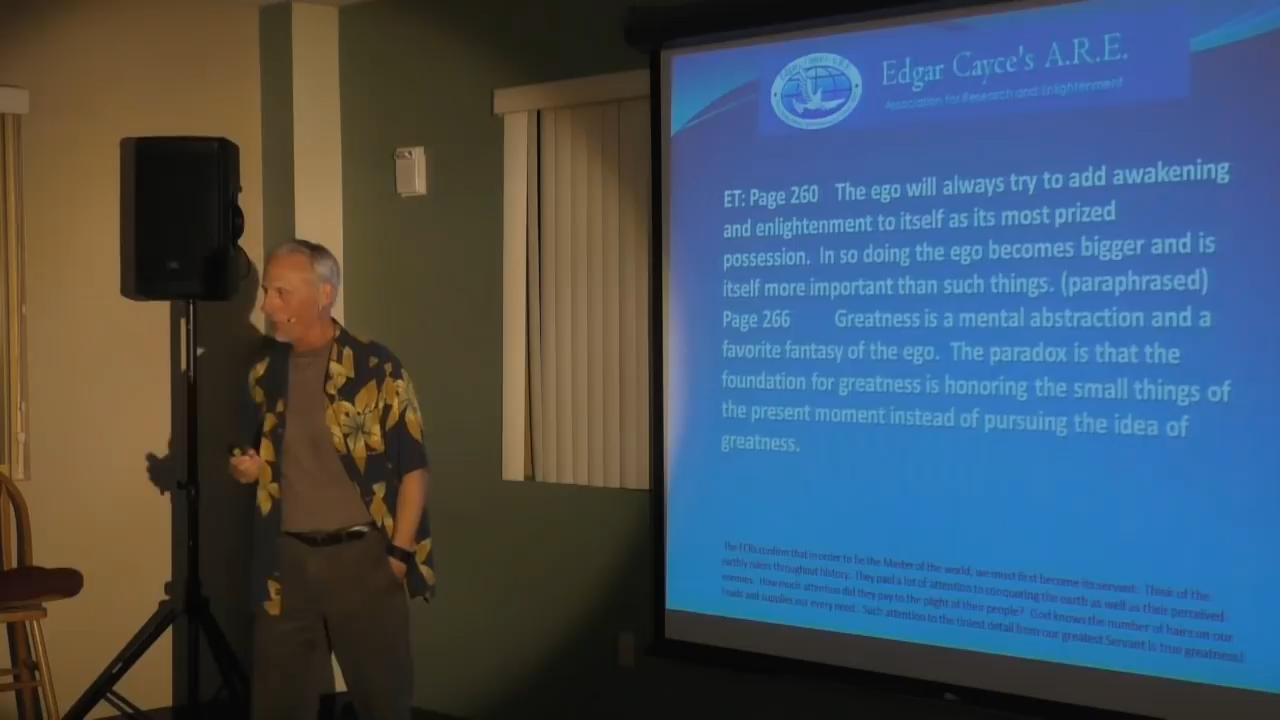 Edgar Cayce's A.R.E.
Association for Research and Enlightenment
ET: Page 260 The ego will always try to add awakening
and enlightenment to itself as its most prized
possession. In so doing the ego becomes bigger and is
itself more important than such things. (paraphrased)
Page 266 Greatness is a mental abstraction and a
favorite fantasy of the ego. The paradox is that the
foundation for greatness is honoring the small things of
the present moment instead of pursuing the idea of
greatness.
The ECRs confirm that in order to be the Master of the world, we must first become its servant. Think of the
earthly rulers throughout history. They paid a lot of attention to conquering the earth as well as their perceived
enemies. How much attention did they pay to the plight of their people? God knows the number of hairs on our
heads and supplies our every need. Such attention to the tiniest detail from our greatest Servant is true greatness!